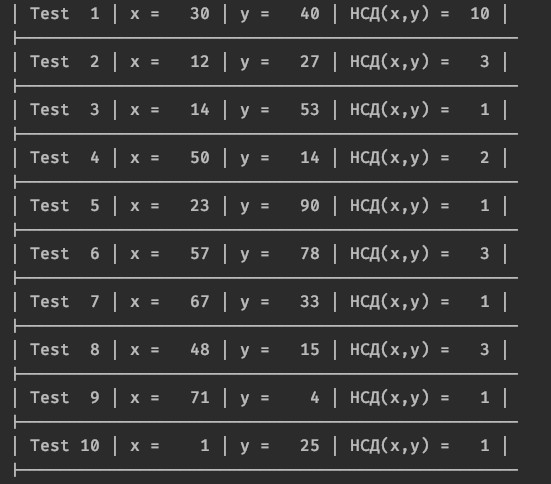 | Test  1 | x =   30 | y =   40 | НСД(x,y) =  10 |
| Test  2 | x =   12 | y =   27 | НСД(x,y) =   3 |
| Test  3 | x =   14 | y =   53 | НСД(x,y) =   1 |
| Test  4 | x =   50 | y =   14 | НСД(x,y) =   2 |
| Test  5 | x =   23 | y =   90 | НСД(x,y) =   1 |
| Test  6 | x =   57 | y =   78 | НСД(x,y) =   3 |
| Test  7 | x =   67 | y =   33 | НСД(x,y) =   1 |
| Test  8 | x =   48 | y =   15 | НСД(x,y) =   3 |
| Test  9 | x =   71 | y =    4 | НСД(x,y) =   1 |
| Test 10 | x =    1 | y =   25 | НСД(x,y) =   1 |